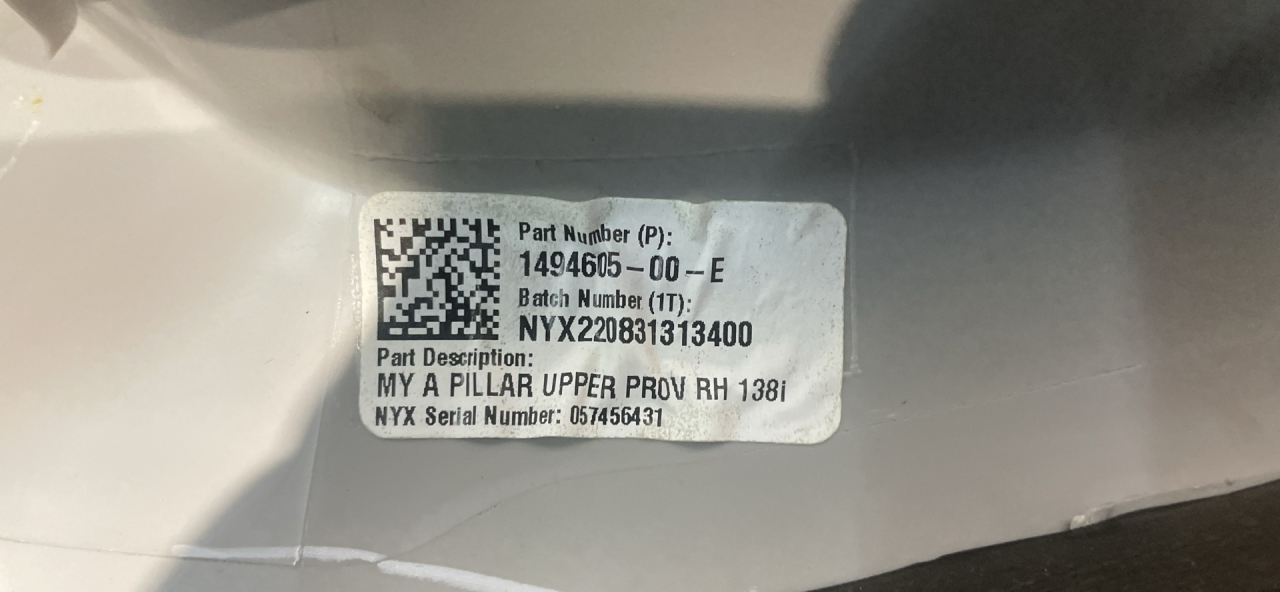 Part Number (P):
1494605-00-E
Batch Number (1T):
NYX220831313400
Part Description:
MY A PILLAR UPPER PROV RH 138i
NYX Serial Number: 057456431